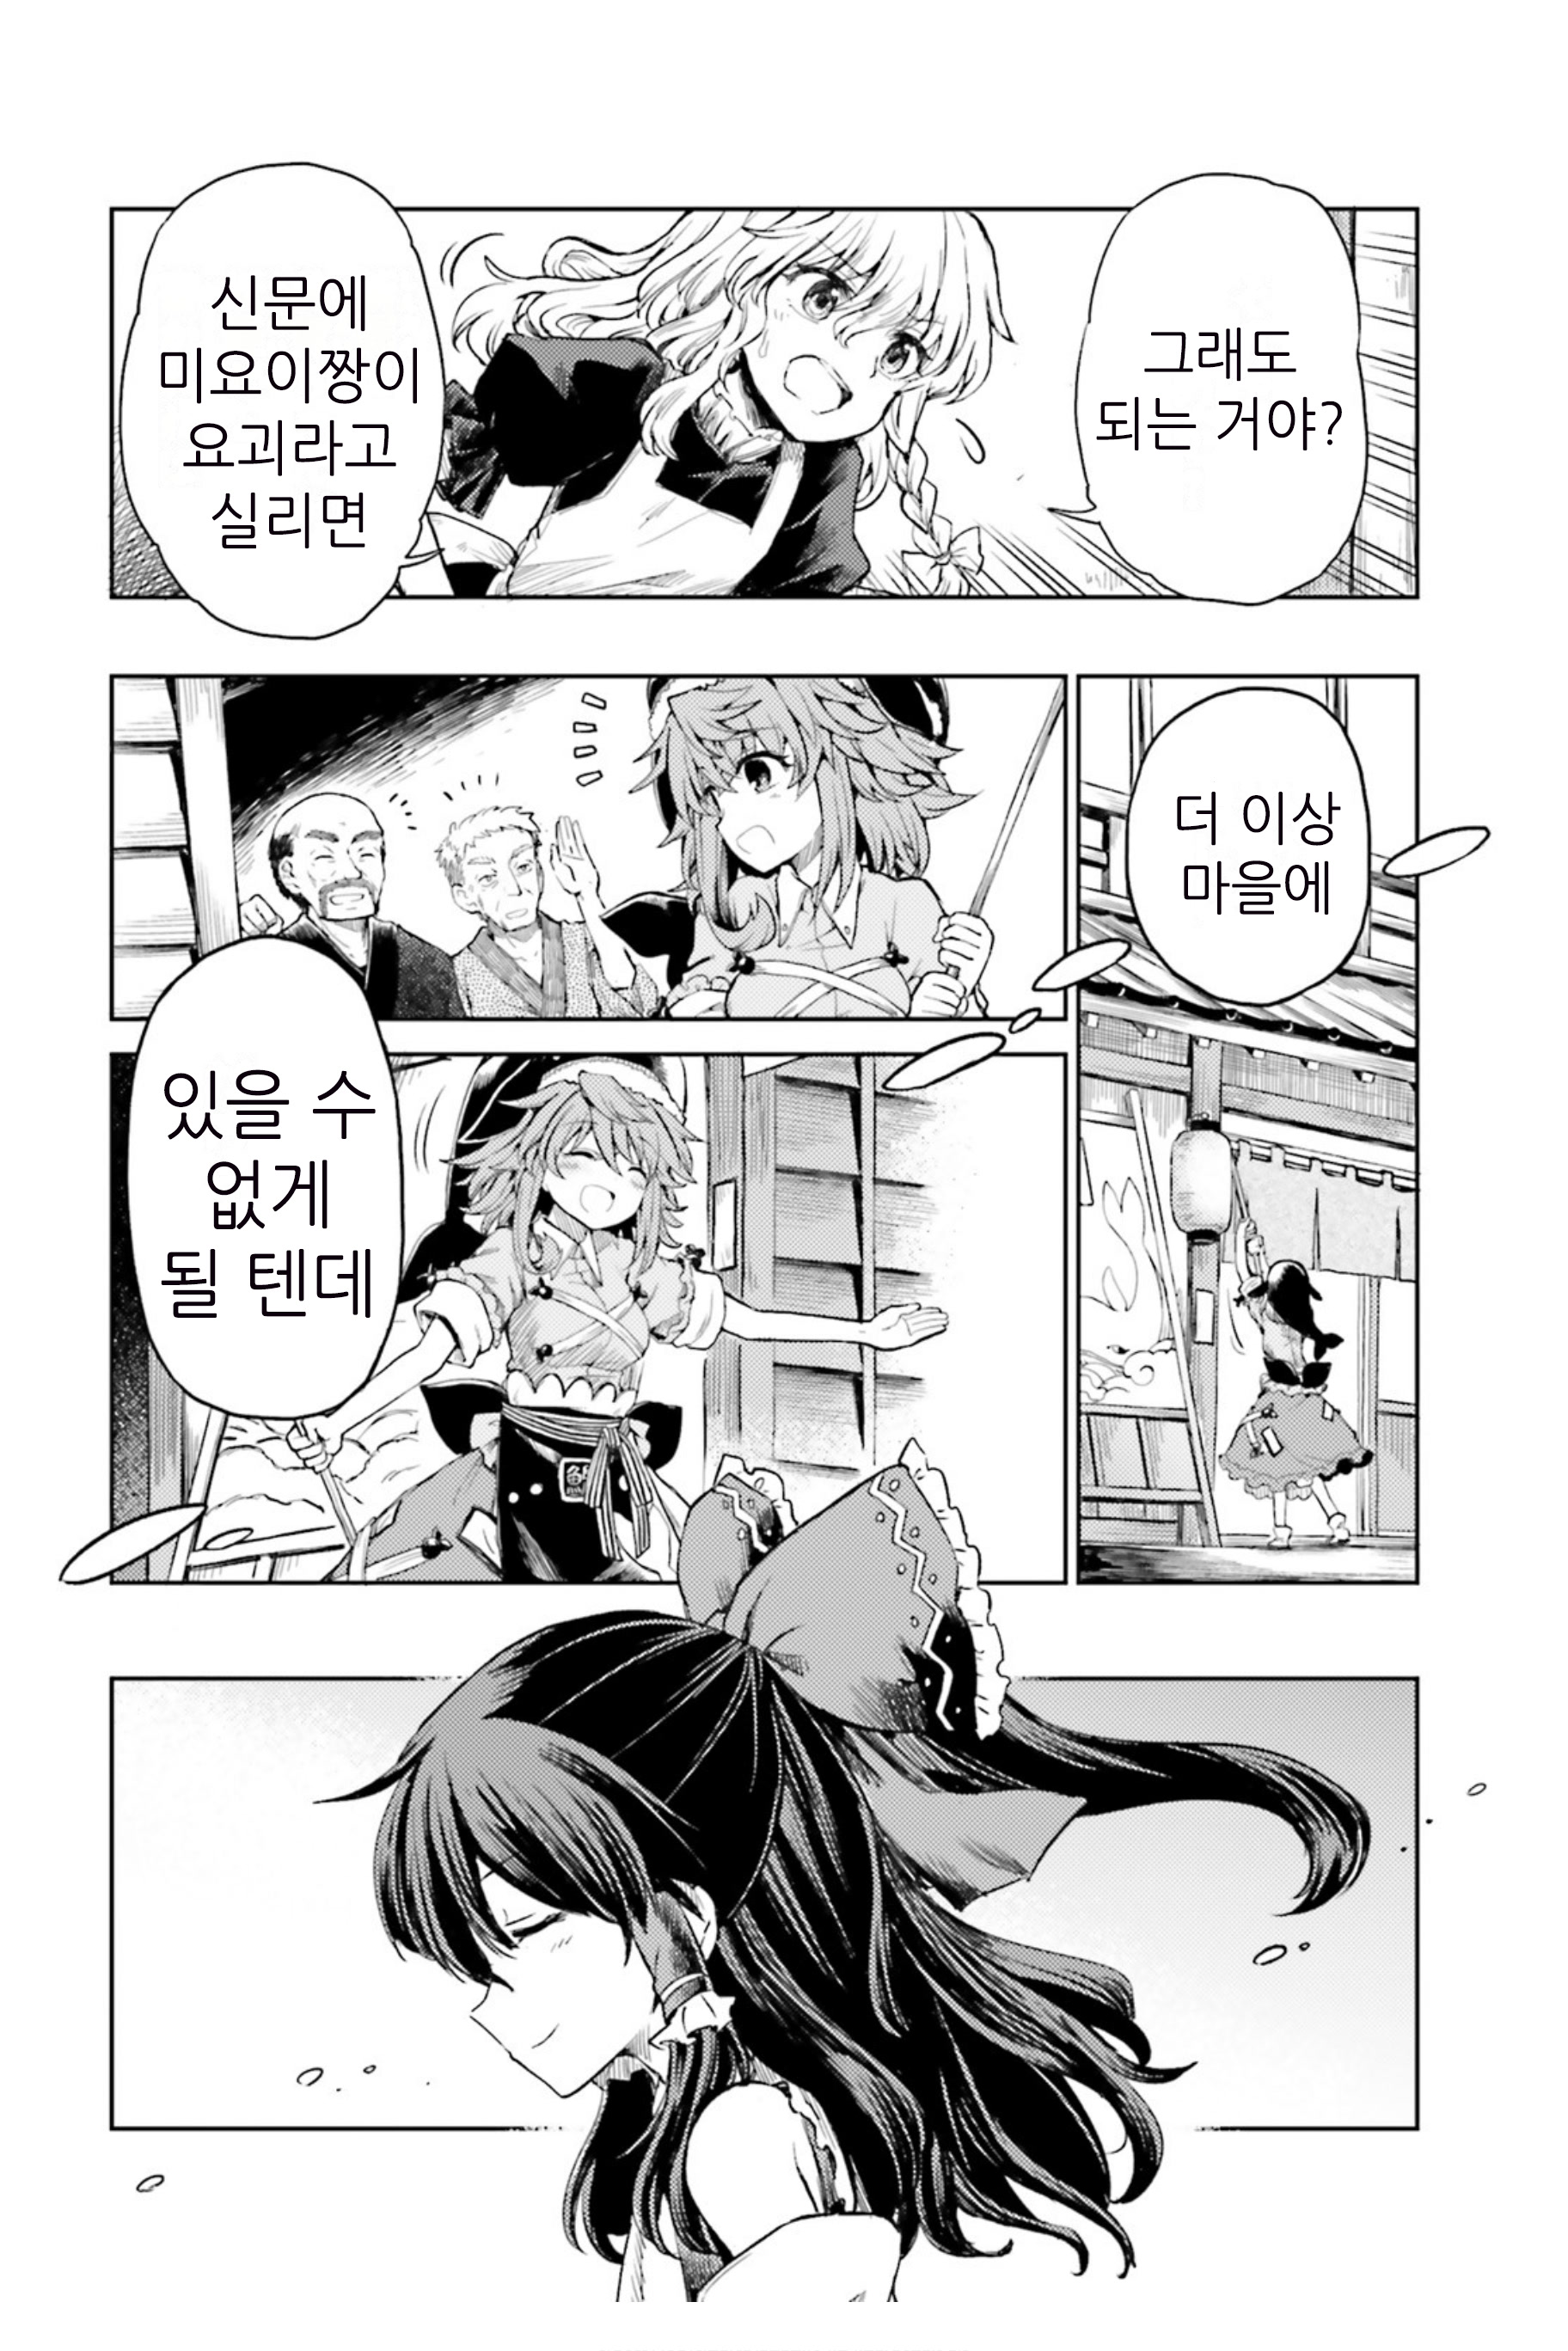 그래도
되는 거야?
신문에
미요이짱이
요괴라고
실리면
더 이상
마을에
있을 수
없게
될 텐데